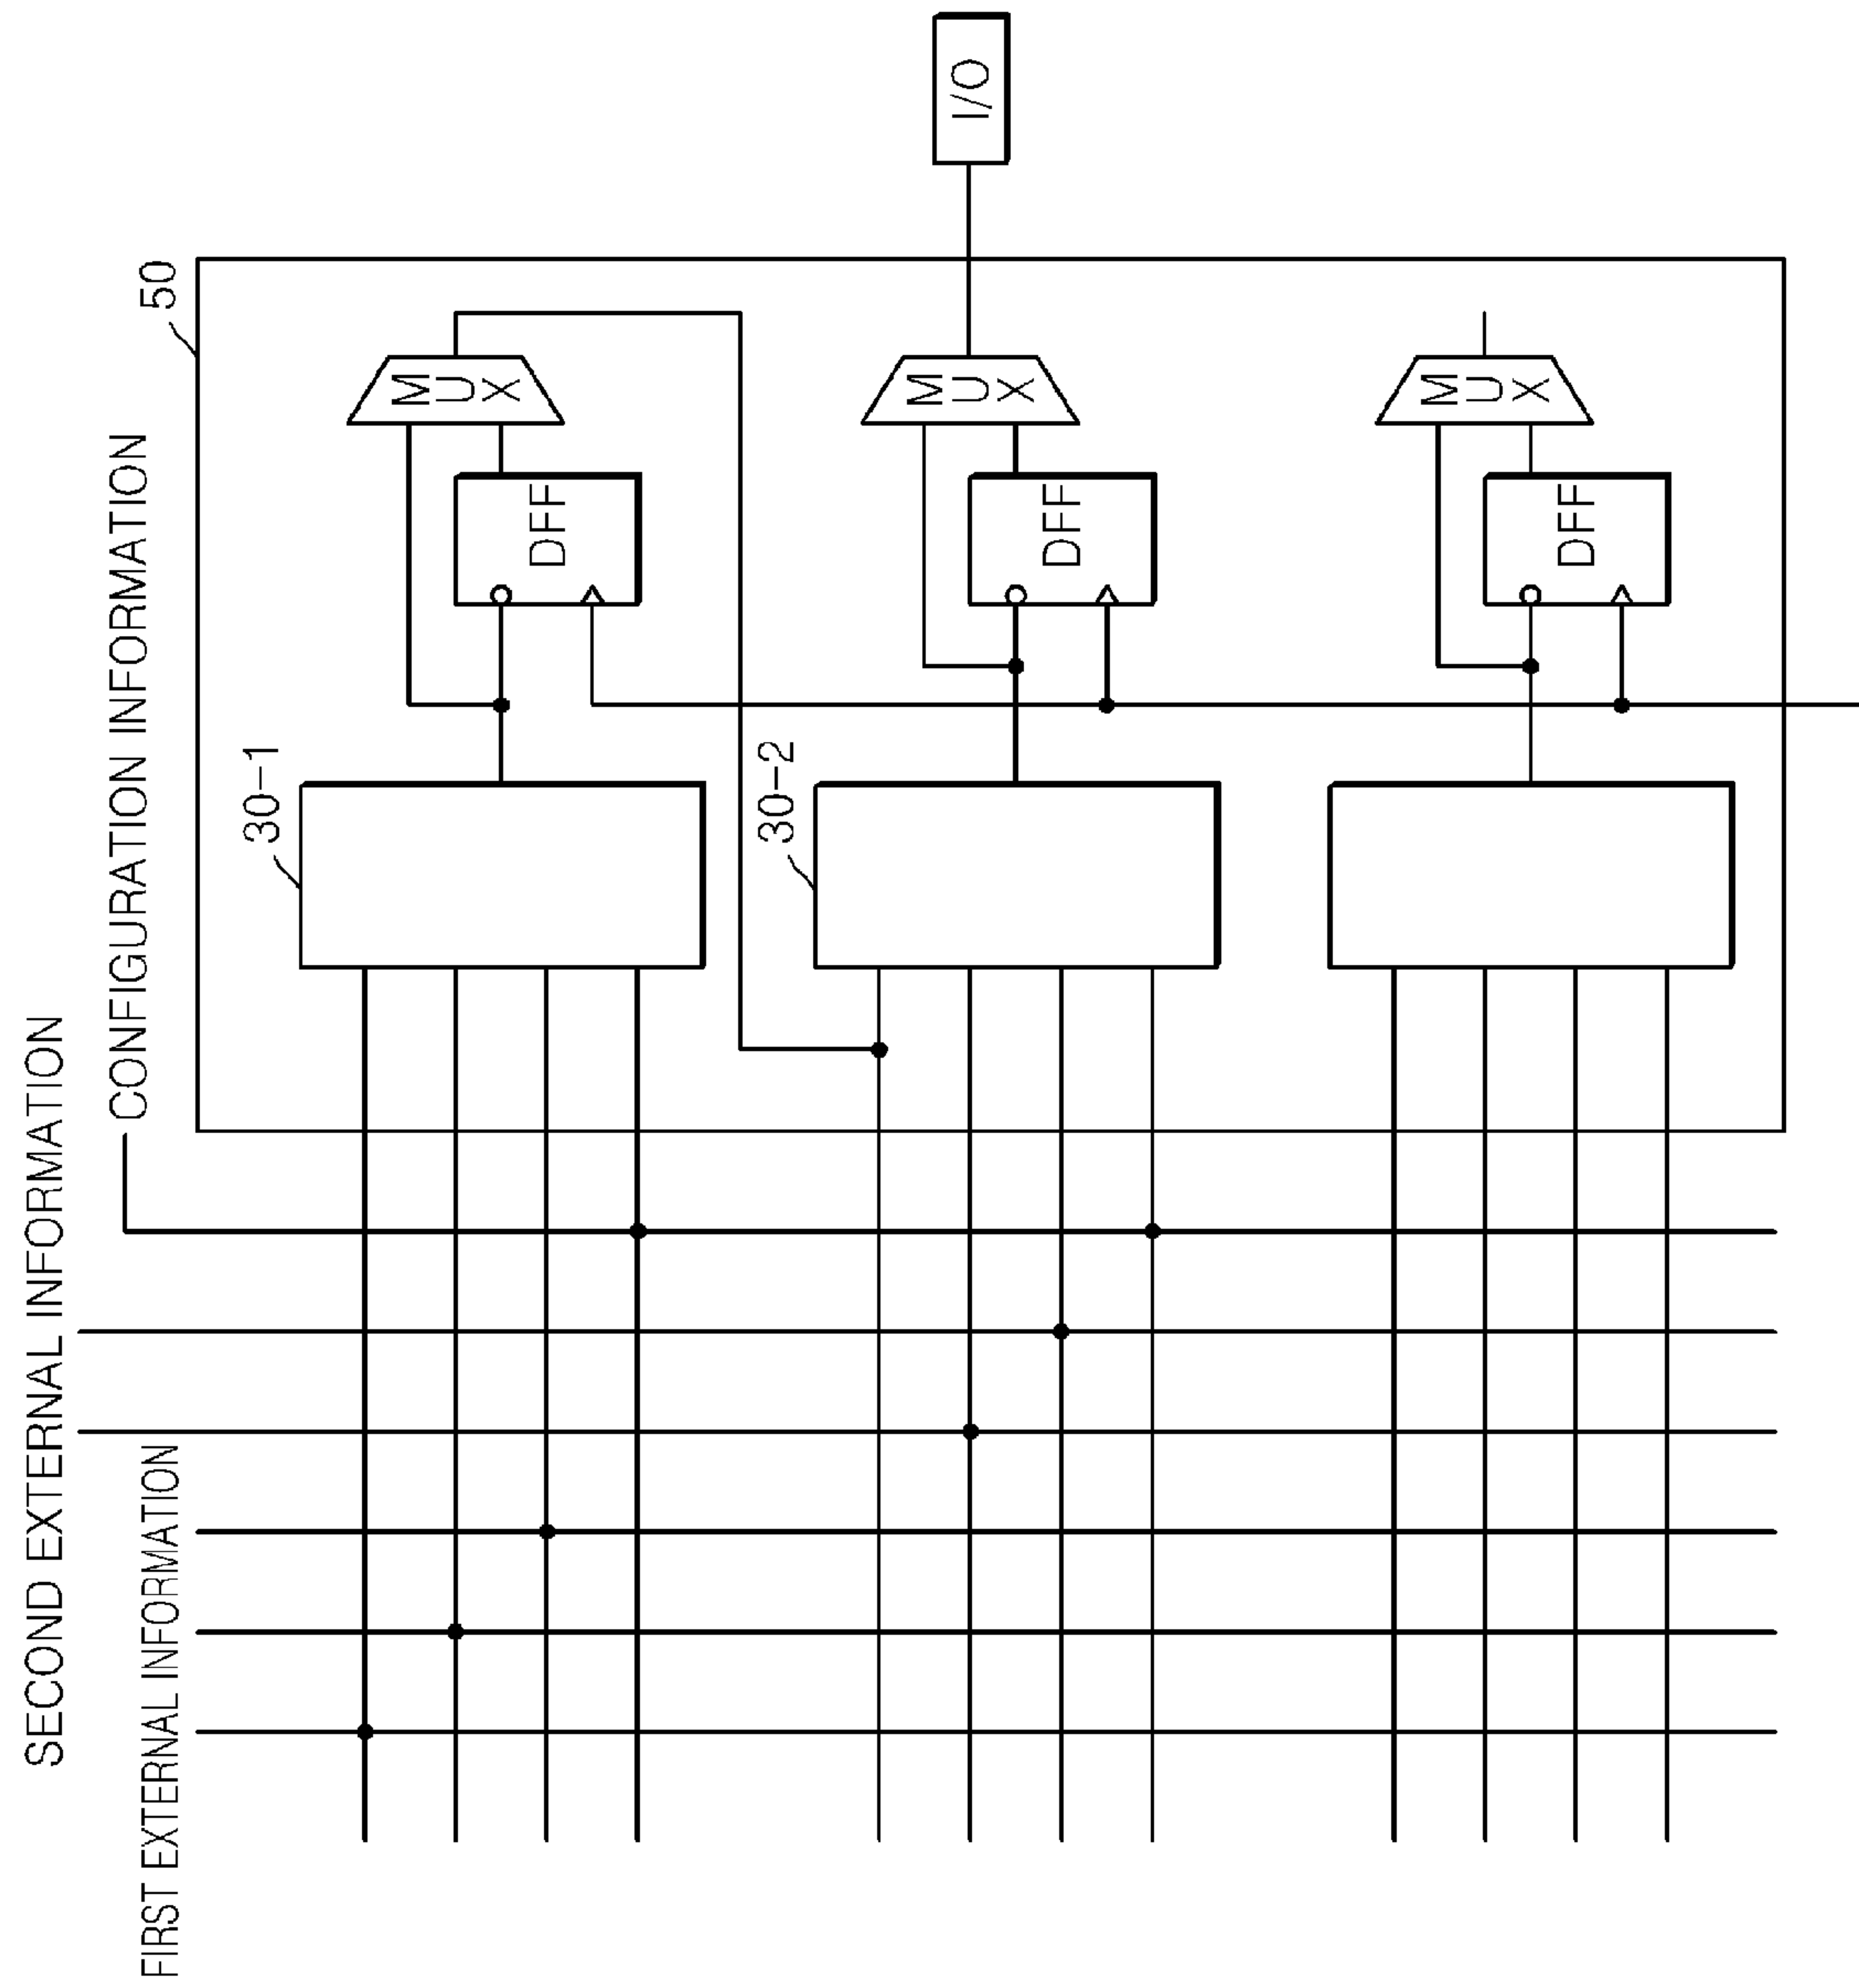 SECOND EXTERNAL INFORMATION
FIRST EXTERNAL INFORMATION
CONFIGURATION INFORMATION
50
30-1
DFF
MUX
30-2
DFF
MUX
I/O
DFF
MUX